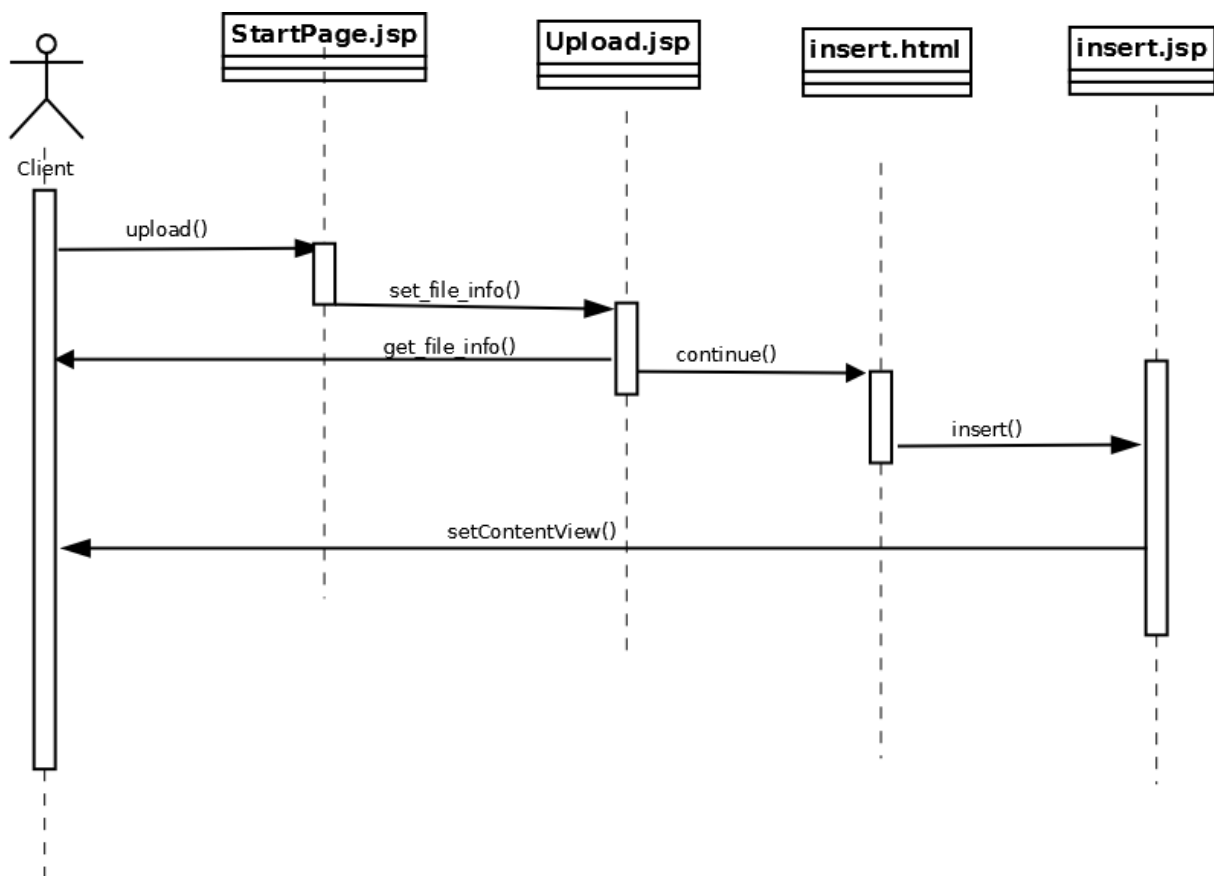 StartPage.jsp
Upload.jsp
insert.html
insert.jsp
Client
upload()
set_file_info()
get_file_info()
continue()
insert()
setContentView()